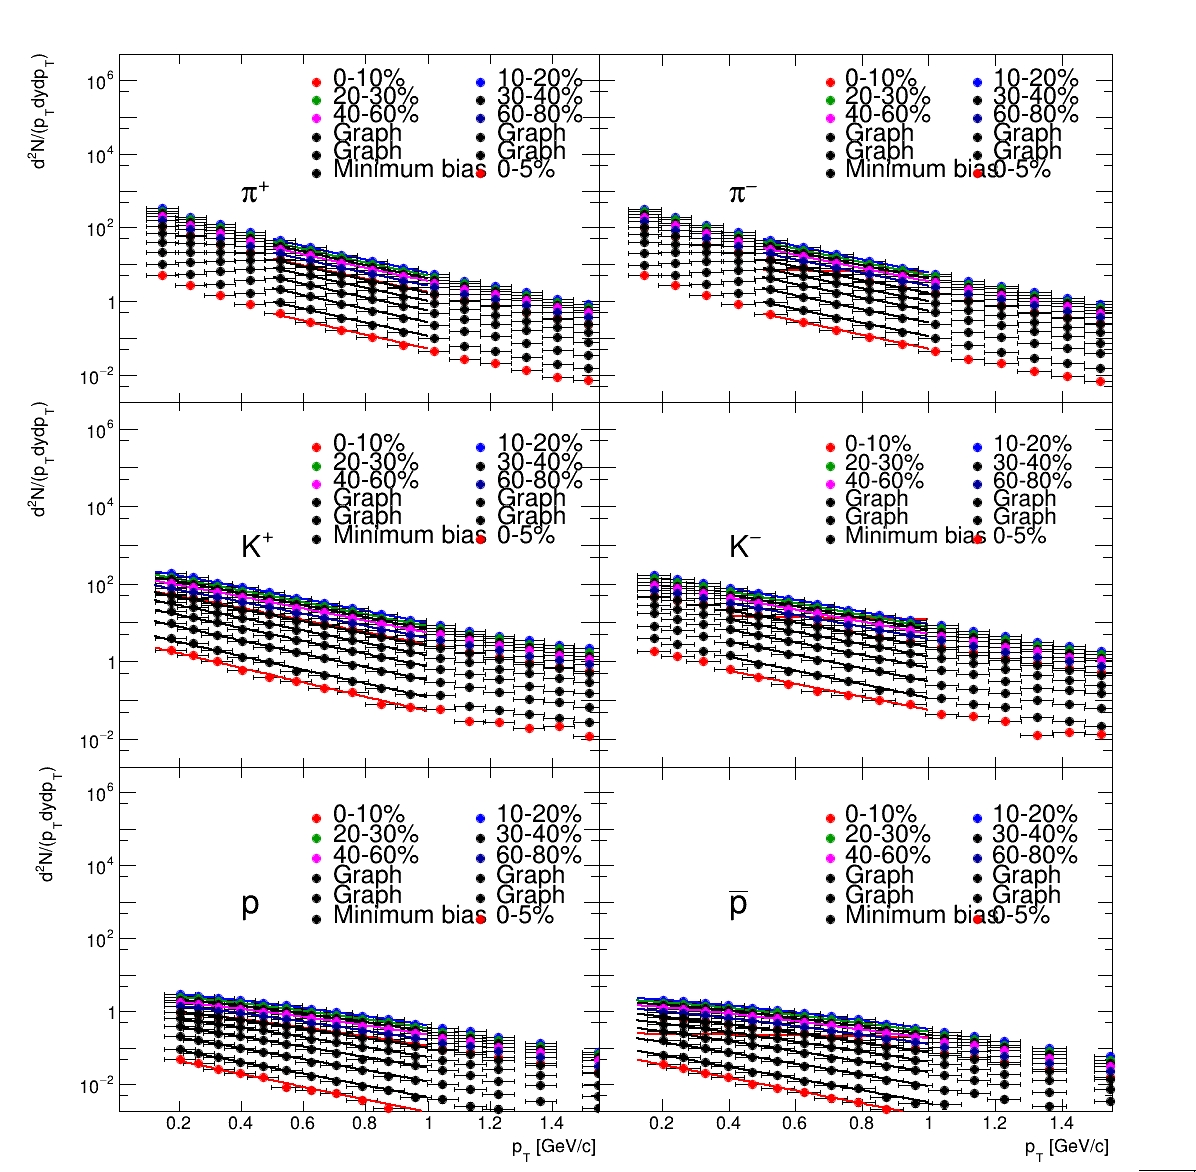 d²N/(p_T dydp_T)
10⁶
10⁴
10²
1
10⁻²
0-10% 10-20%
20-30% 30-40%
40-60% 60-80%
Graph Graph
Graph Graph
Minimum bias 0-5%
π⁺
0-10% 10-20%
20-30% 30-40%
40-60% 60-80%
Graph Graph
Graph Graph
Minimum bias 0-5%
π⁻
d²N/(p_T dydp_T)
10⁶
10⁴
10²
1
10⁻²
0-10% 10-20%
20-30% 30-40%
40-60% 60-80%
Graph Graph
Graph Graph
Minimum bias 0-5%
K⁺
0-10% 10-20%
20-30% 30-40%
40-60% 60-80%
Graph Graph
Graph Graph
Minimum bias 0-5%
K⁻
d²N/(p_T dydp_T)
10⁶
10⁴
10²
1
10⁻²
0-10% 10-20%
20-30% 30-40%
40-60% 60-80%
Graph Graph
Graph Graph
Minimum bias 0-5%
p
0-10% 10-20%
20-30% 30-40%
40-60% 60-80%
Graph Graph
Graph Graph
Minimum bias 0-5%
p̅
0.2 0.4 0.6 0.8 1 1.2 1.4
p_T [GeV/c]
0.2 0.4 0.6 0.8 1 1.2 1.4
p_T [GeV/c]